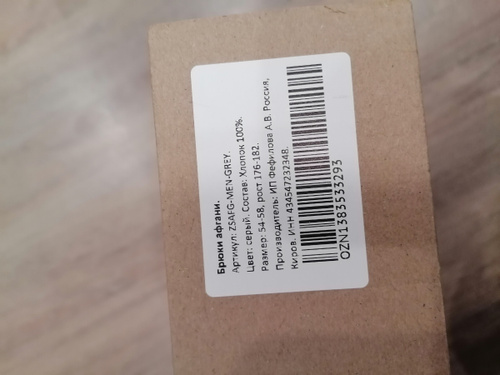 Брюки афгани.
Артикул: ZSAFG-MEN-GREY.
Цвет: серый. Состав: Хлопок 100%.
Размер: 54-58, рост 176-182.
Производитель: ИП Фефилова А.В. Россия,
Киров. ИНН 434547232348.
OZN1383533293